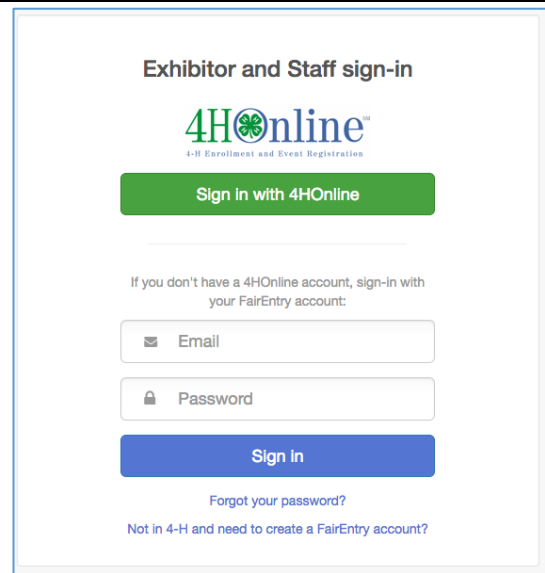 Exhibitor and Staff sign-in
4HOnline
4-H Enrollment and Event Registration
Sign in with 4HOnline
If you don't have a 4HOnline account, sign-in with
your FairEntry account:
Email
Password
Sign in
Forgot your password?
Not in 4-H and need to create a FairEntry account?